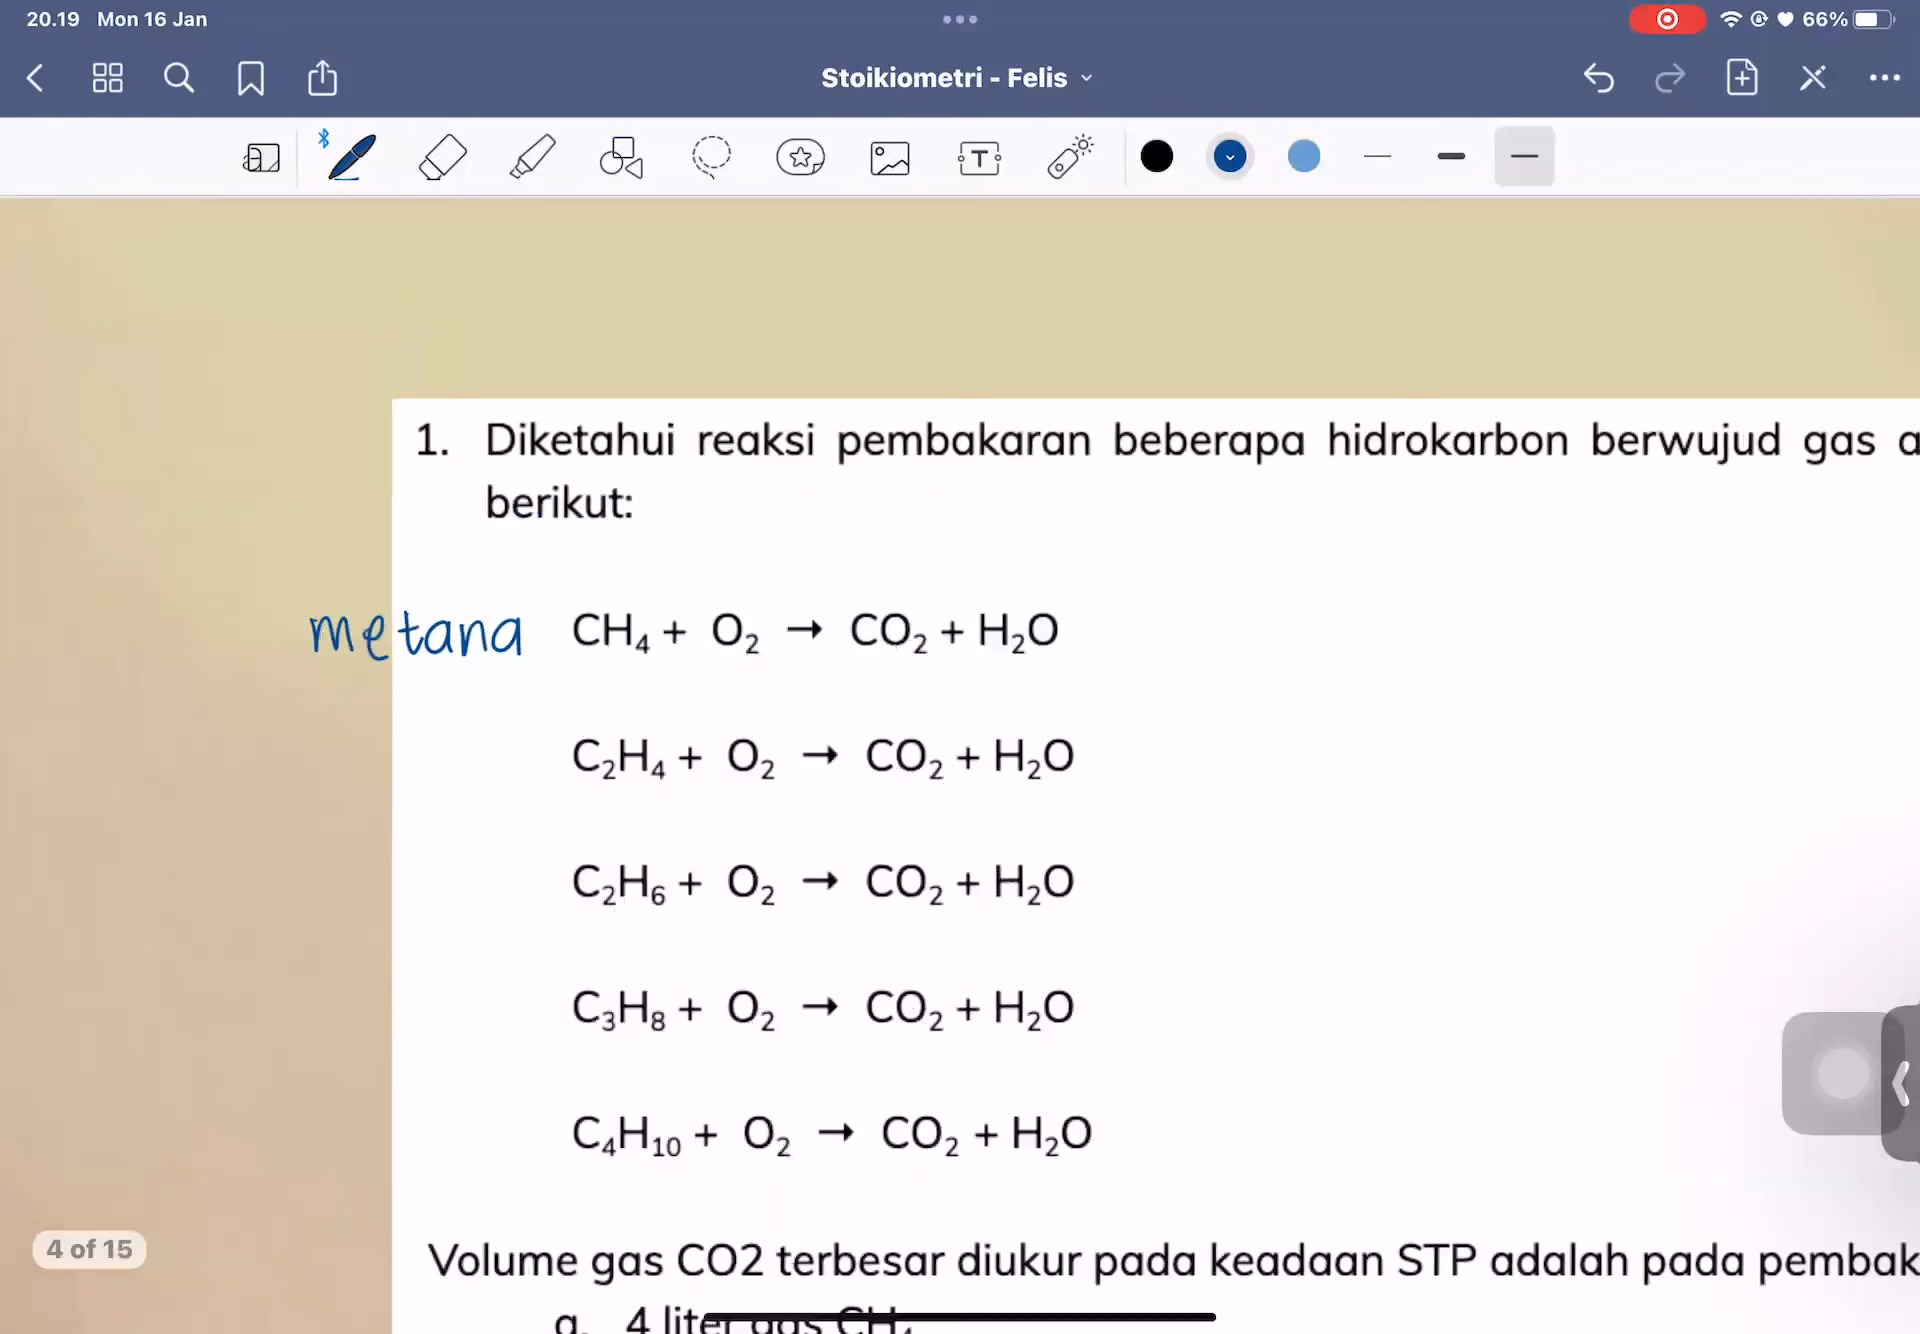 20.19 Mon 16 Jan
66%
Stoikiometri - Felis
1. Diketahui reaksi pembakaran beberapa hidrokarbon berwujud gas a
berikut:
metana CH₄ + O₂ → CO₂ + H₂O
C₂H₄ + O₂ → CO₂ + H₂O
C₂H₆ + O₂ → CO₂ + H₂O
C₃H₈ + O₂ → CO₂ + H₂O
C₄H₁₀ + O₂ → CO₂ + H₂O
4 of 15
Volume gas CO2 terbesar diukur pada keadaan STP adalah pada pembak
a. 4 liter gas CH₄